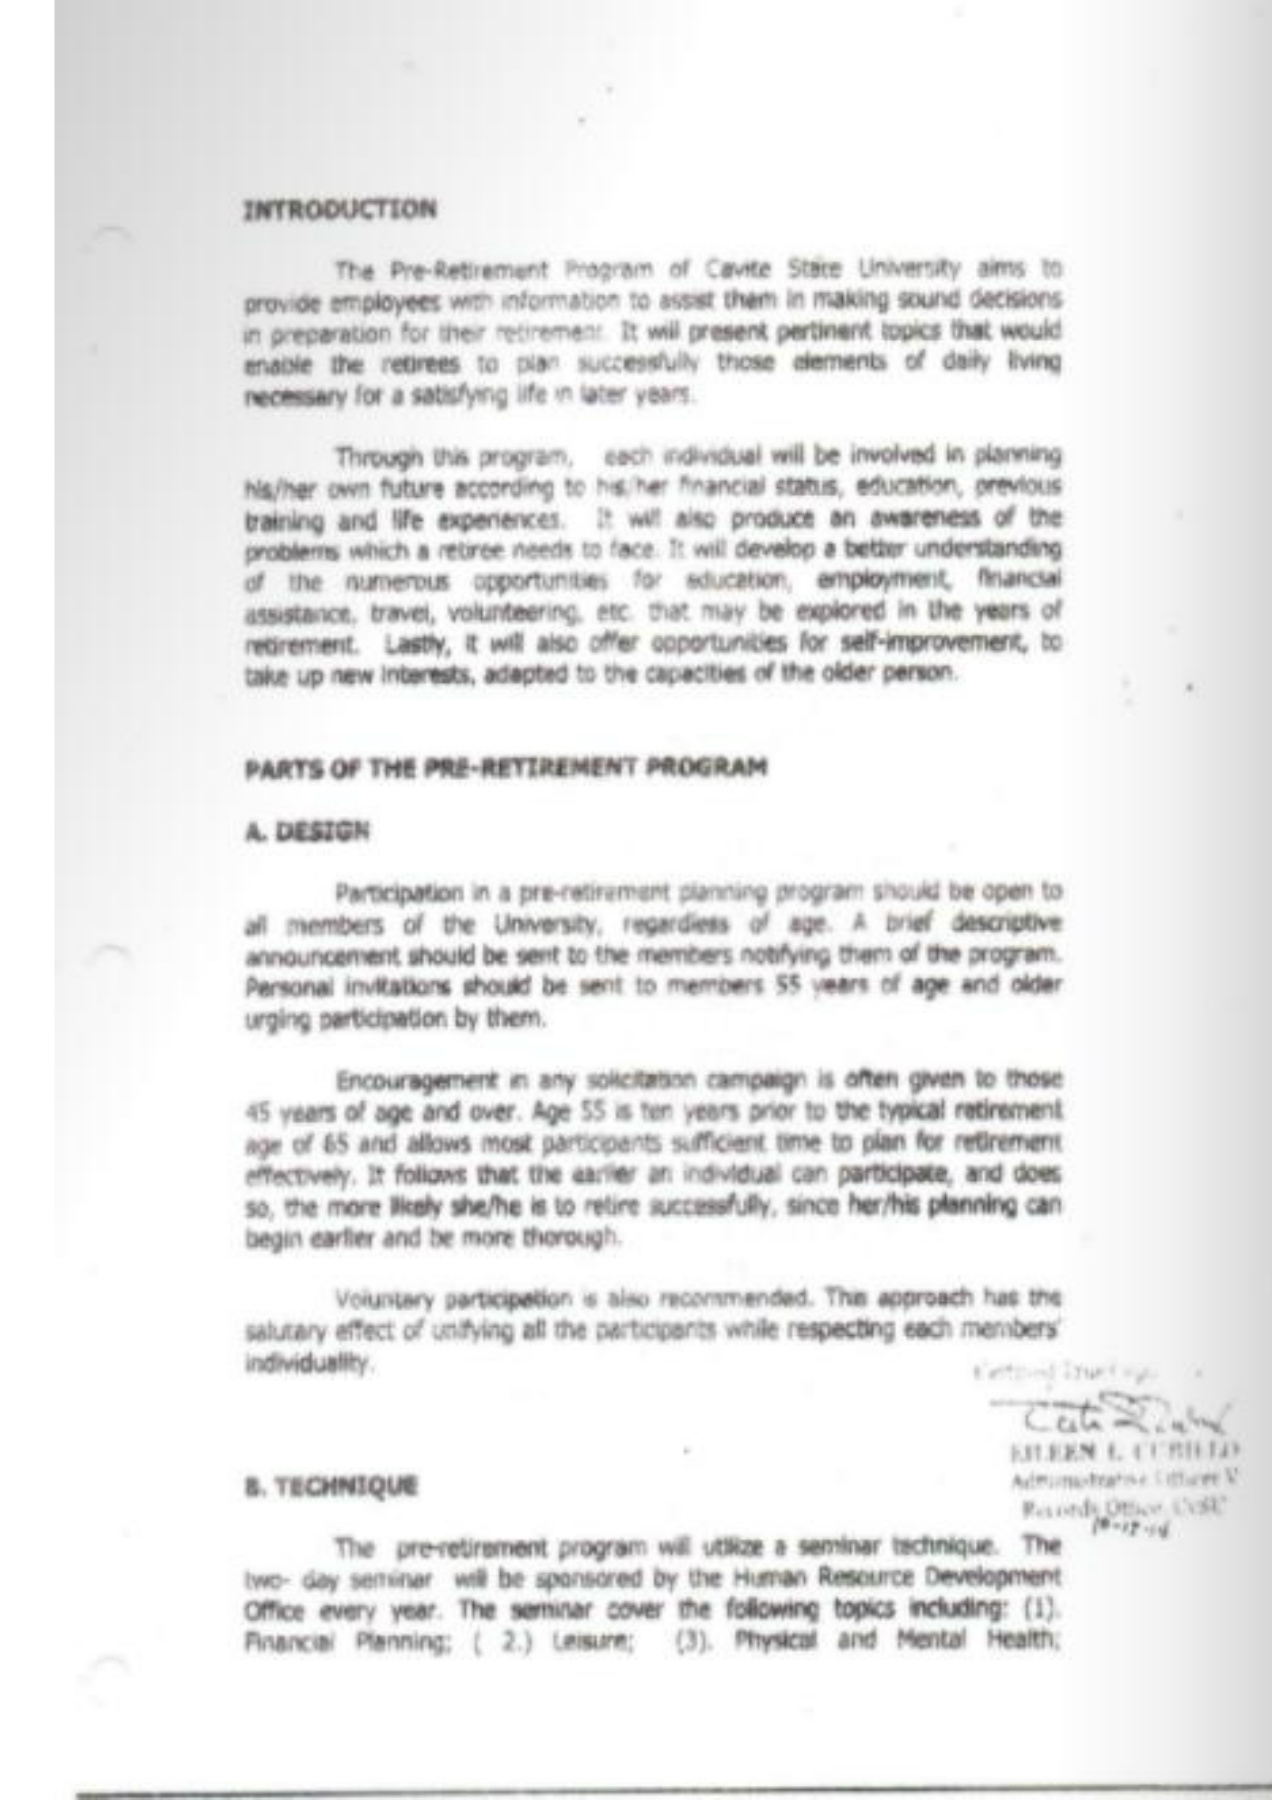 INTRODUCTION
The Pre-Retirement Program of Cavite State University aims to
provide employees with information to assist them in making sound decisions
in preparation for their retirement. It will present pertinent topics that would
enable the retirees to plan successfully those elements of daily living
necessary for a satisfying life in later years.
Through this program, each individual will be involved in planning
his/her own future according to his/her financial status, education, previous
training and life experiences. It will also produce an awareness of the
problems which a retiree needs to face. It will develop a better understanding
of the numerous opportunities for education, employment, financial
assistance, travel, volunteering, etc. that may be explored in the years of
retirement. Lastly, it will also offer opportunities for self-improvement, to
take up new interests, adapted to the capacities of the older person.
PARTS OF THE PRE-RETIREMENT PROGRAM
A. DESIGN
Participation in a pre-retirement planning program should be open to
all members of the University, regardless of age. A brief descriptive
announcement should be sent to the members notifying them of the program.
Personal invitations should be sent to members 55 years of age and older
urging participation by them.
Encouragement in any solicitation campaign is often given to those
45 years of age and over. Age 55 is ten years prior to the typical retirement
age of 65 and allows most participants sufficient time to plan for retirement
effectively. It follows that the earlier an individual can participate, and does
so, the more likely she/he is to retire successfully, since her/his planning can
begin earlier and be more thorough.
Voluntary participation is also recommended. This approach has the
salutary effect of unifying all the participants while respecting each members'
individuality.
EILEEN L. CUBILLO
Administrative Officer V
Records Office, CvSU
B. TECHNIQUE
The pre-retirement program will utilize a seminar technique. The
two- day seminar will be sponsored by the Human Resource Development
Office every year. The seminar cover the following topics including: (1).
Financial Planning; ( 2.) Leisure; (3). Physical and Mental Health;